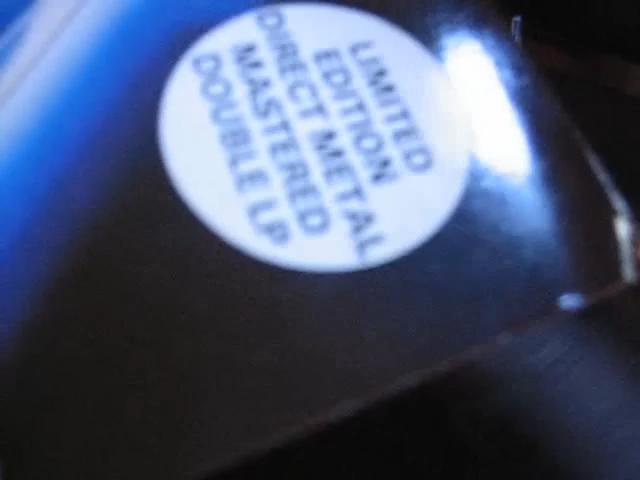 LIMITED
EDITION
DIRECT METAL
MASTERED
DOUBLE LP